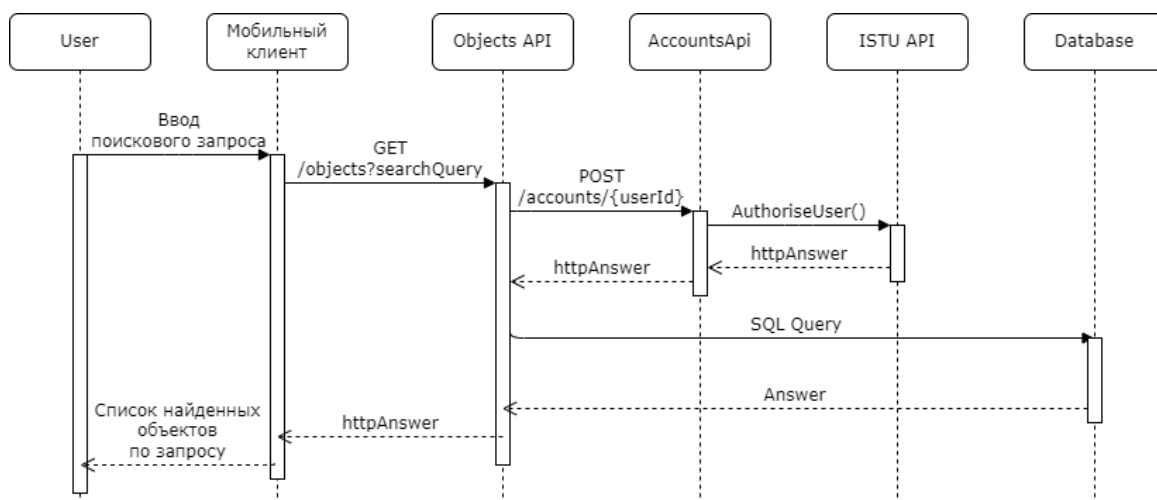 User
Мобильный
клиент
Objects API
AccountsApi
ISTU API
Database
Ввод
поискового запроса
GET
/objects?searchQuery
POST
/accounts/{userId}
AuthoriseUser()
httpAnswer
httpAnswer
SQL Query
Answer
httpAnswer
Список найденных
объектов
по запросу